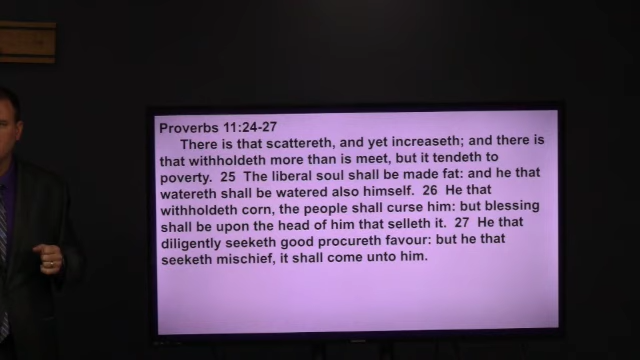 Proverbs 11:24-27
There is that scattereth, and yet increaseth; and there is
that withholdeth more than is meet, but it tendeth to
poverty. 25 The liberal soul shall be made fat: and he that
watereth shall be watered also himself. 26 He that
withholdeth corn, the people shall curse him: but blessing
shall be upon the head of him that selleth it. 27 He that
diligently seeketh good procureth favour: but he that
seeketh mischief, it shall come unto him.